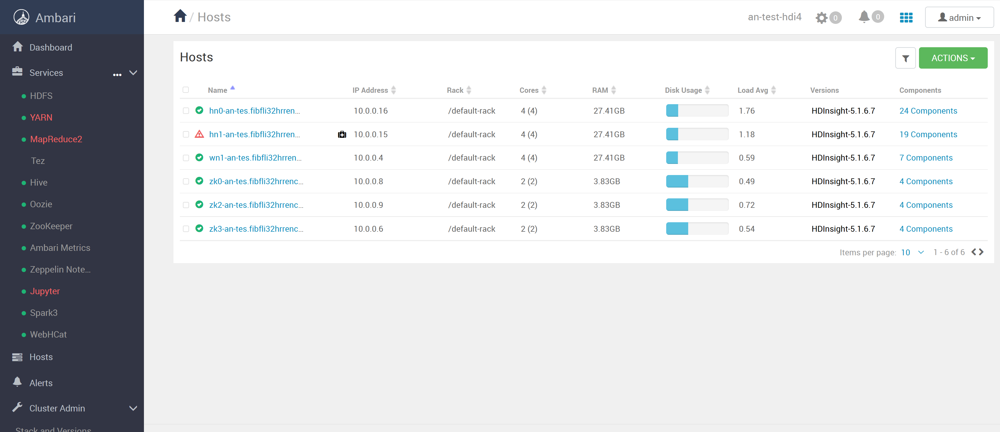 Ambari
Dashboard
Services ...
HDFS
YARN
MapReduce2
Tez
Hive
Oozie
ZooKeeper
Ambari Metrics
Zeppelin Note...
Jupyter
Spark3
WebHCat
Hosts
Alerts
Cluster Admin
Stack and Versions
/ Hosts
an-test-hdi4 0 0 admin
Hosts
ACTIONS
Name IP Address Rack Cores RAM Disk Usage Load Avg Versions Components
hn0-an-tes.fibfli32hrren... 10.0.0.16 /default-rack 4 (4) 27.41GB 1.76 HDInsight-5.1.6.7 24 Components
hn1-an-tes.fibfli32hrren... 10.0.0.15 /default-rack 4 (4) 27.41GB 1.18 HDInsight-5.1.6.7 19 Components
wn1-an-tes.fibfli32hrren... 10.0.0.4 /default-rack 4 (4) 27.41GB 0.59 HDInsight-5.1.6.7 7 Components
zk0-an-tes.fibfli32hrrenc... 10.0.0.8 /default-rack 2 (2) 3.83GB 0.49 HDInsight-5.1.6.7 4 Components
zk2-an-tes.fibfli32hrrenc... 10.0.0.9 /default-rack 2 (2) 3.83GB 0.72 HDInsight-5.1.6.7 4 Components
zk3-an-tes.fibfli32hrrenc... 10.0.0.6 /default-rack 2 (2) 3.83GB 0.54 HDInsight-5.1.6.7 4 Components
Items per page: 10 1 - 6 of 6